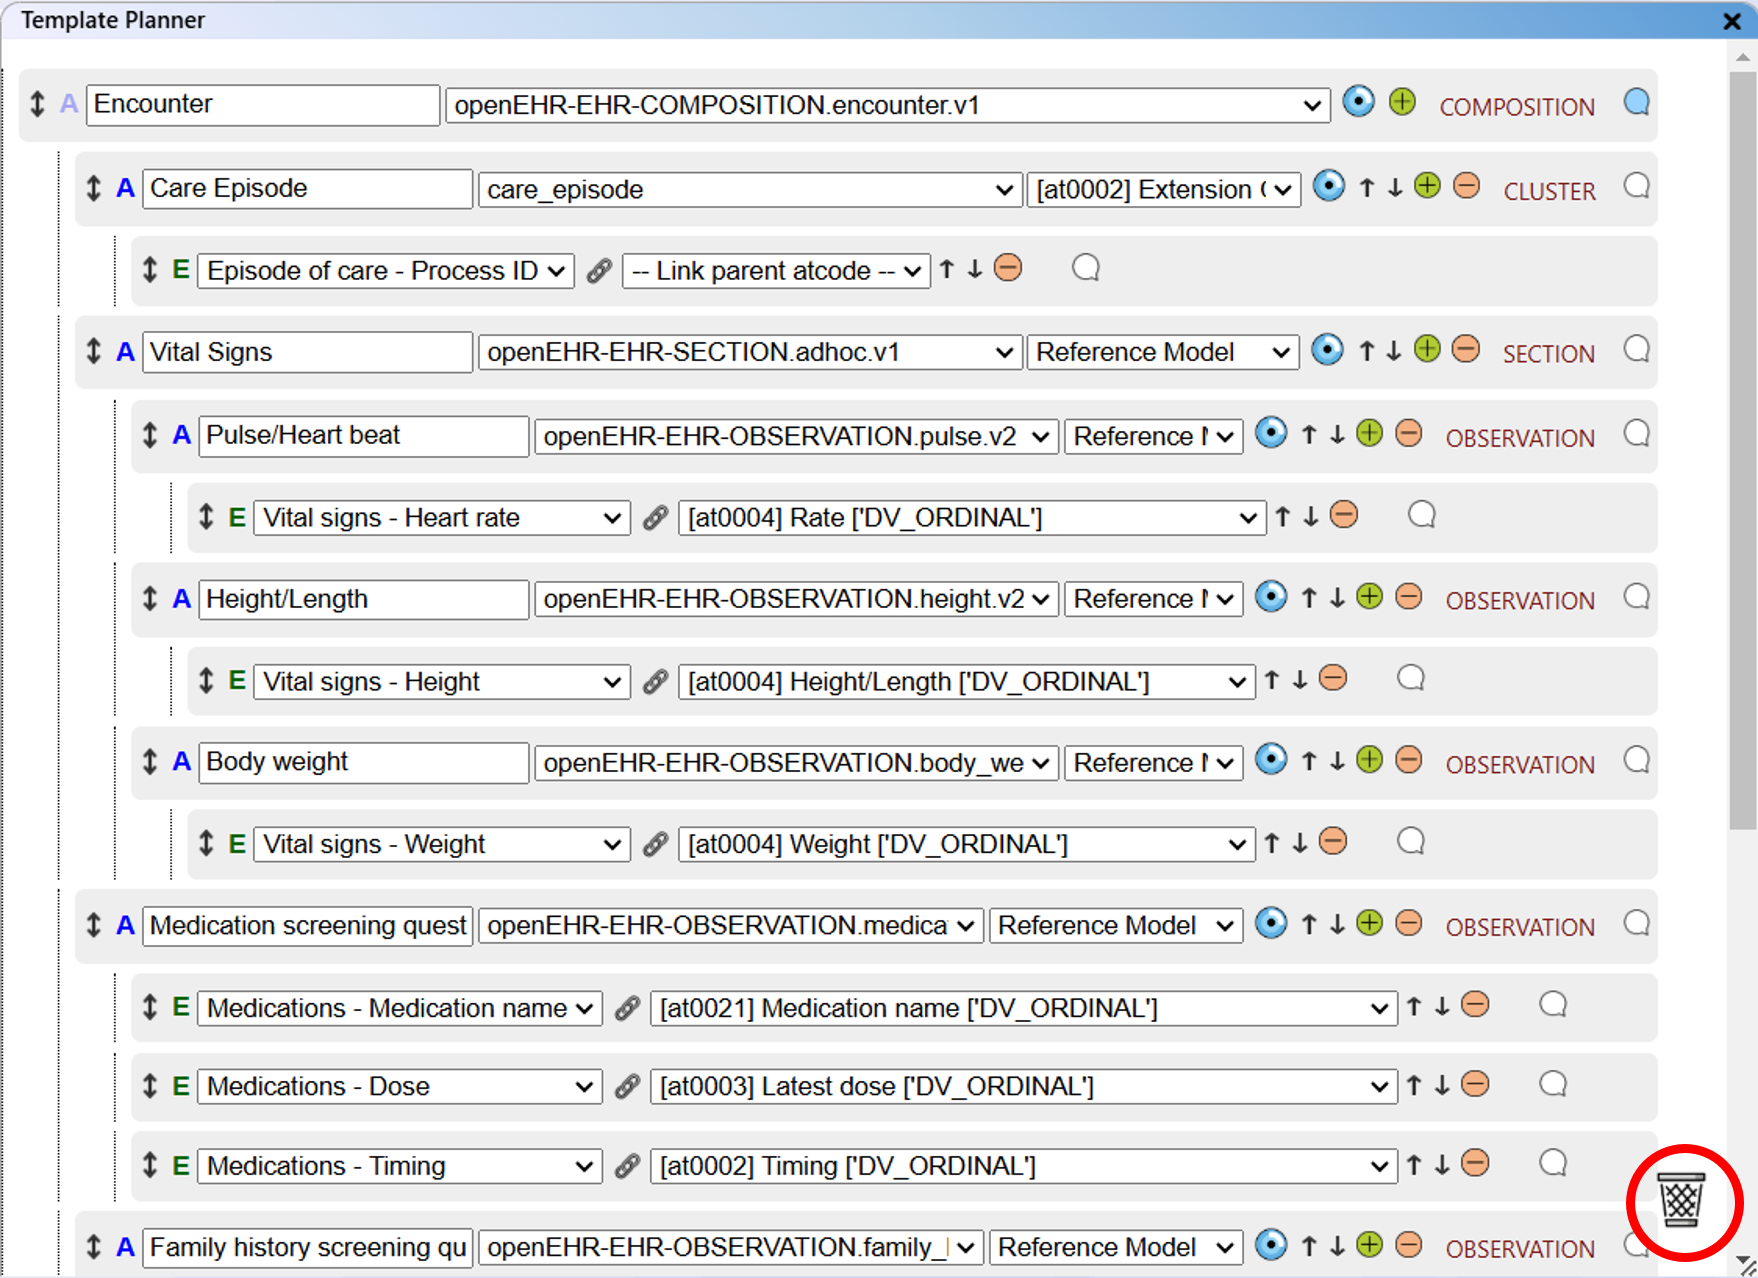 Template Planner
A Encounter openEHR-EHR-COMPOSITION.encounter.v1 COMPOSITION
A Care Episode care_episode [at0002] Extension CLUSTER
E Episode of care - Process ID -- Link parent atcode --
A Vital Signs openEHR-EHR-SECTION.adhoc.v1 Reference Model SECTION
A Pulse/Heart beat openEHR-EHR-OBSERVATION.pulse.v2 Reference OBSERVATION
E Vital signs - Heart rate [at0004] Rate ['DV_ORDINAL']
A Height/Length openEHR-EHR-OBSERVATION.height.v2 Reference OBSERVATION
E Vital signs - Height [at0004] Height/Length ['DV_ORDINAL']
A Body weight openEHR-EHR-OBSERVATION.body_we Reference OBSERVATION
E Vital signs - Weight [at0004] Weight ['DV_ORDINAL']
A Medication screening quest openEHR-EHR-OBSERVATION.medica Reference Model OBSERVATION
E Medications - Medication name [at0021] Medication name ['DV_ORDINAL']
E Medications - Dose [at0003] Latest dose ['DV_ORDINAL']
E Medications - Timing [at0002] Timing ['DV_ORDINAL']
A Family history screening qu openEHR-EHR-OBSERVATION.family_ Reference Model OBSERVATION